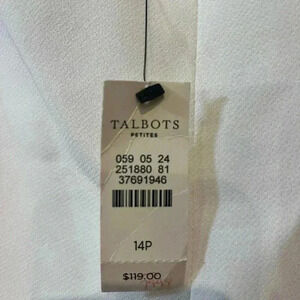 TALBOTS
PETITES
059 05 24
251880 81
37691946
14P
$119.00